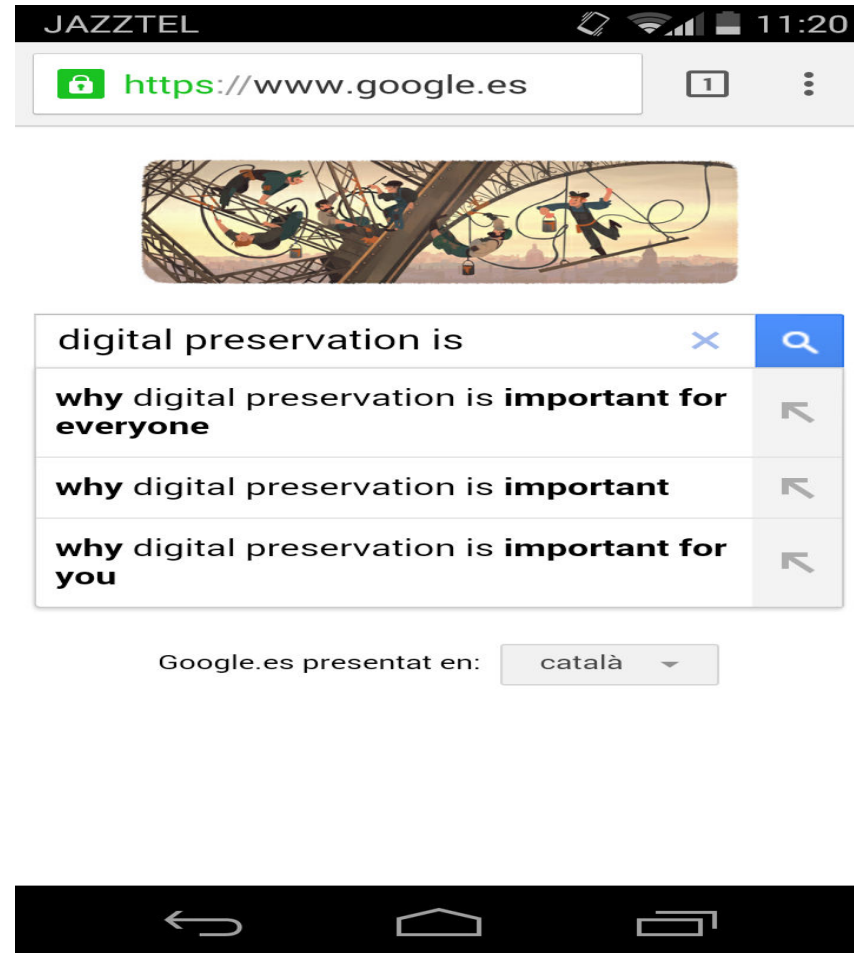 JAZZTEL 11:20
https://www.google.es 1
digital preservation is
why digital preservation is important for
everyone
why digital preservation is important
why digital preservation is important for
you
Google.es presentat en: català